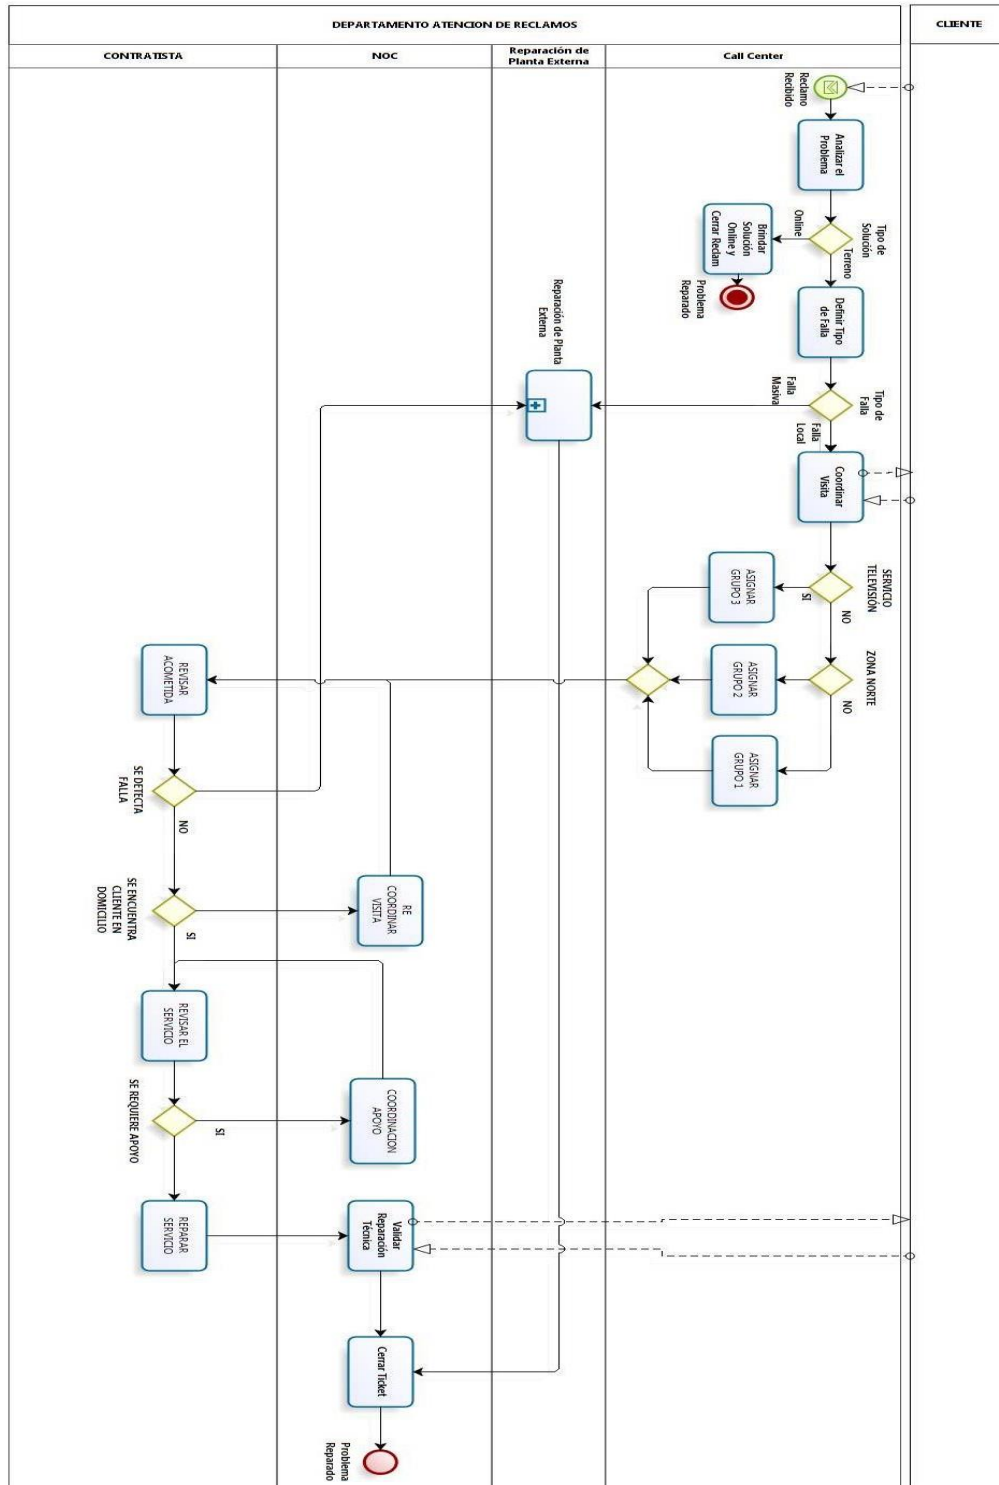 DEPARTAMENTO ATENCION DE RECLAMOS
CLIENTE
CONTRATISTA
NOC
Reparación de
Planta Externa
Call Center
Reclamo
Recibido
Analizar el
Problema
Tipo de
Solución
Online
Terreno
Brindar
Solución
Online y
Cerrar Reclam
Problema
Reparado
Definir Tipo
de Falla
Reparación de Planta
Externa
Tipo de
Falla
Falla
Masiva
Falla
Local
Coordinar
Visita
SERVICIO
TELEVISIÓN
SI
NO
ASIGNAR
GRUPO 3
ZONA NORTE
NO
ASIGNAR
GRUPO 2
ASIGNAR
GRUPO 1
REVISAR
ACOMETIDA
SE DETECTA
FALLA
NO
SE ENCUENTRA
CLIENTE EN
DOMICILIO
SI
RE
COORDINAR
VISITA
REVISAR EL
SERVICIO
SE REQUIERE APOYO
SI
COORDINACION
APOYO
REPARAR
SERVICIO
Validar
Reparación
Técnica
Cerrar Ticket
Problema
Reparado